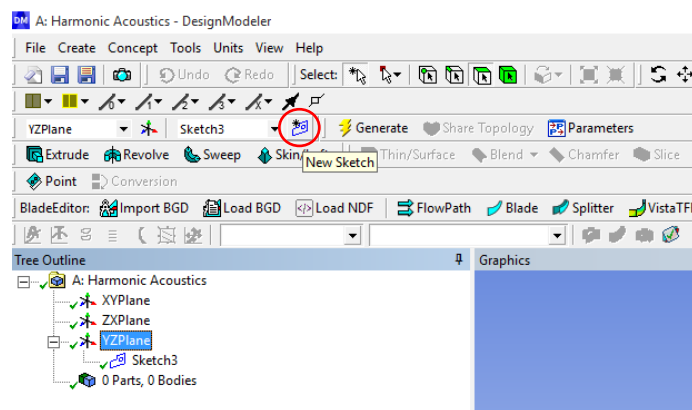 DM A: Harmonic Acoustics - DesignModeler
File Create Concept Tools Units View Help
Undo Redo Select:
YZPlane Sketch3 Generate Share Topology Parameters
Extrude Revolve Sweep Thin/Surface Blend Chamfer Slice
New Sketch
Point Conversion
BladeEditor: Import BGD Load BGD Load NDF FlowPath Blade Splitter VistaTF
Tree Outline Graphics
A: Harmonic Acoustics
XYPlane
ZXPlane
YZPlane
Sketch3
0 Parts, 0 Bodies